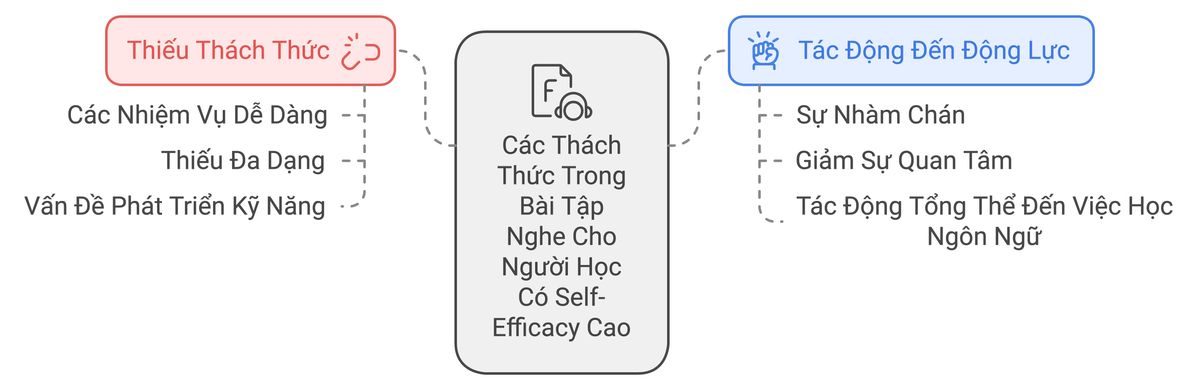 Thiếu Thách Thức
Các Nhiệm Vụ Dễ Dàng
Thiếu Đa Dạng
Vấn Đề Phát Triển Kỹ Năng
F
Các Thách
Thức Trong
Bài Tập
Nghe Cho
Người Học
Có Self-
Efficacy Cao
Tác Động Đến Động Lực
Sự Nhàm Chán
Giảm Sự Quan Tâm
Tác Động Tổng Thể Đến Việc Học
Ngôn Ngữ